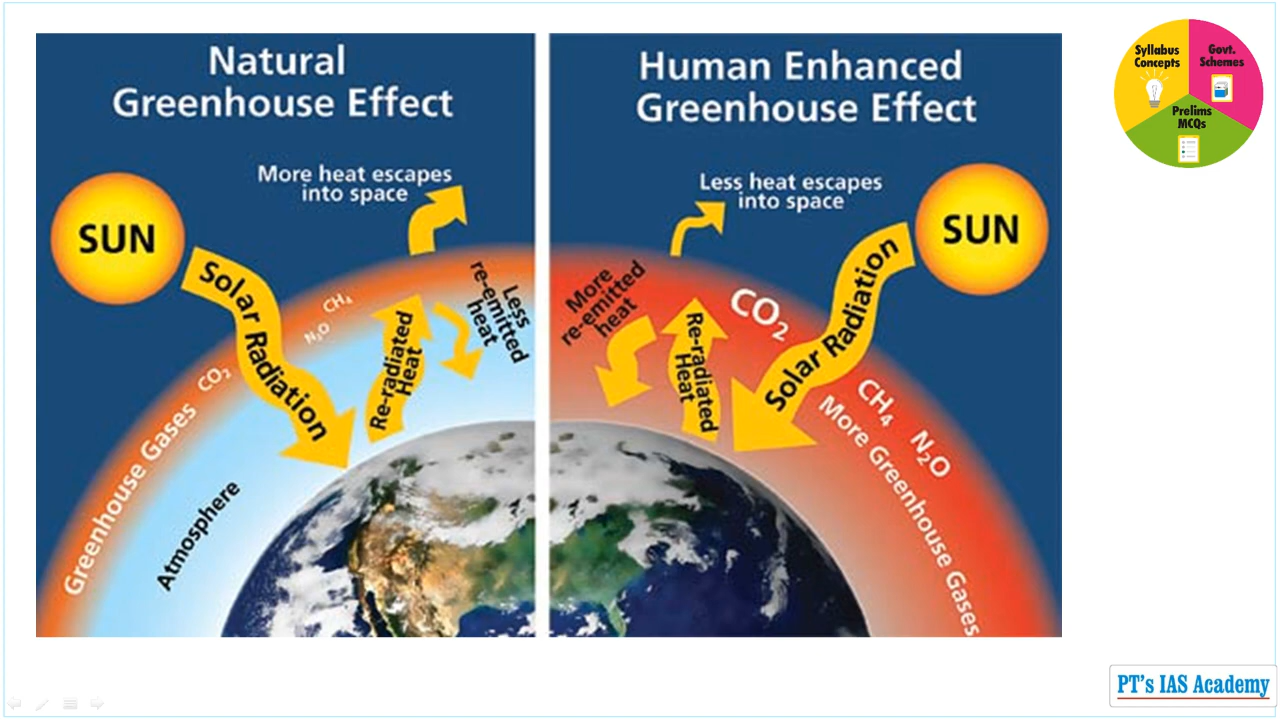 Natural
Greenhouse Effect
More heat escapes
into space
SUN
Solar Radiation
CH₄
N₂O
CO₂
Greenhouse Gases
Atmosphere
Re-radiated
Heat
Less
re-emitted
heat
Human Enhanced
Greenhouse Effect
Less heat escapes
into space
SUN
Solar Radiation
More
re-emitted
heat
Re-radiated
Heat
CO₂
CH₄
N₂O
More Greenhouse Gases
Syllabus
Concepts
Govt.
Schemes
Prelims
MCQs
PT's IAS Academy